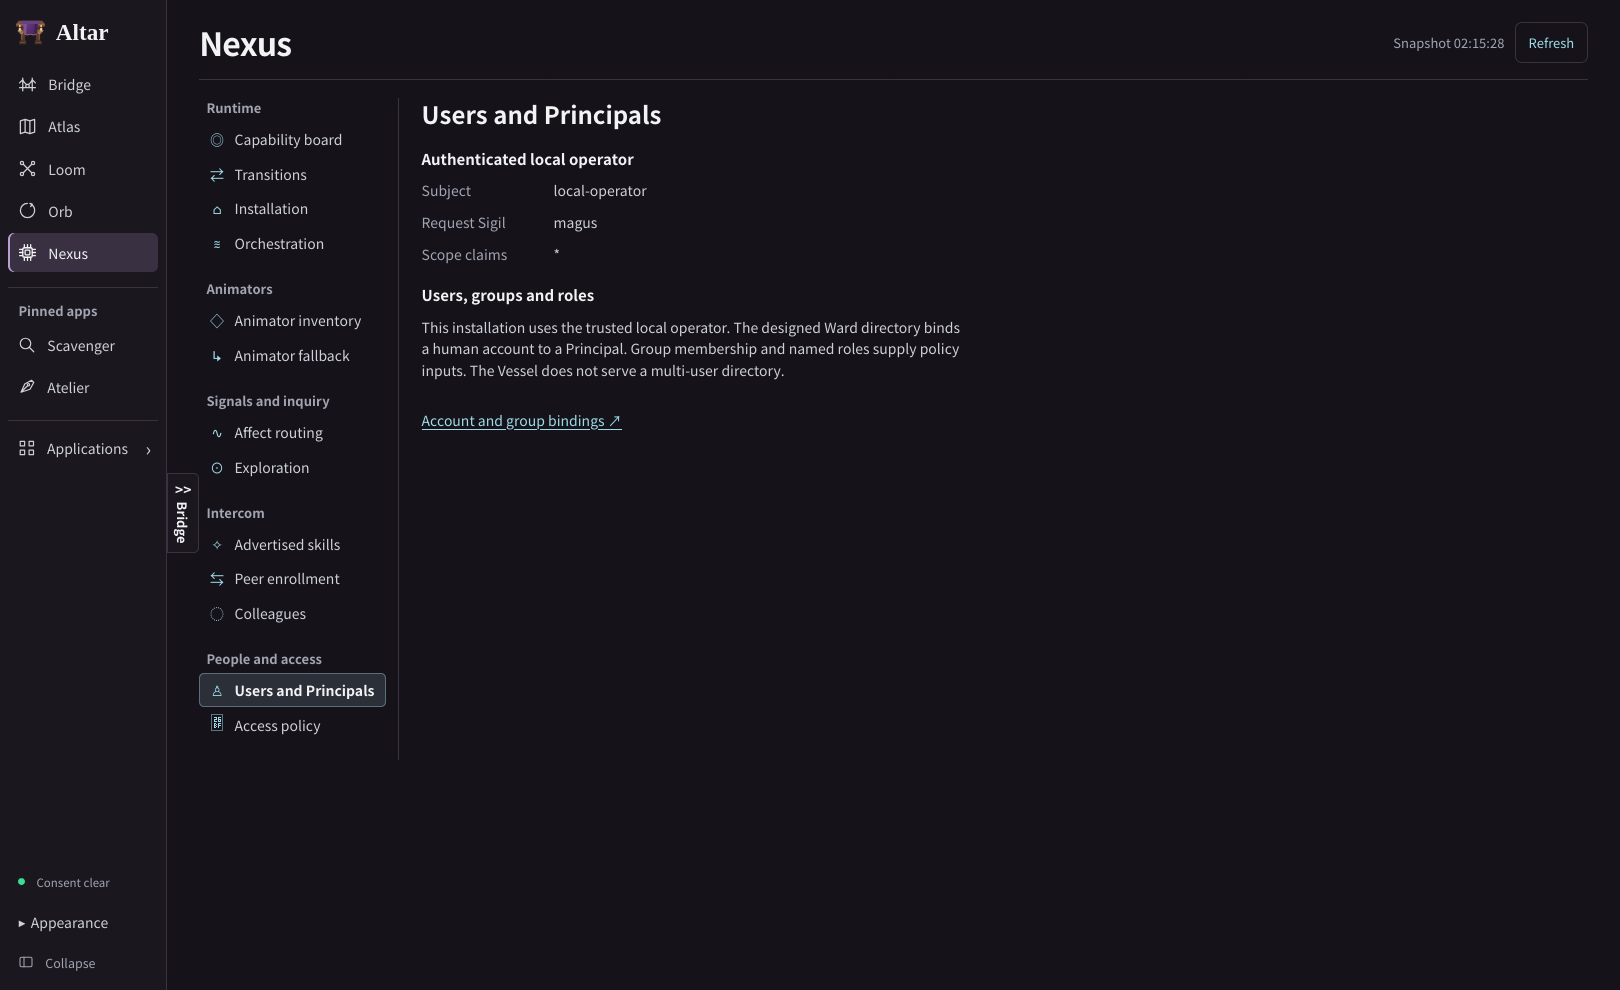 Altar
Bridge
Atlas
Loom
Orb
Nexus
Pinned apps
Scavenger
Atelier
Applications
Consent clear
Appearance
Collapse
>> Bridge
Nexus
Snapshot 02:15:28
Refresh
Runtime
Capability board
Transitions
Installation
Orchestration
Animators
Animator inventory
Animator fallback
Signals and inquiry
Affect routing
Exploration
Intercom
Advertised skills
Peer enrollment
Colleagues
People and access
Users and Principals
Access policy
Users and Principals
Authenticated local operator
Subject local-operator
Request Sigil magus
Scope claims *
Users, groups and roles
This installation uses the trusted local operator. The designed Ward directory binds
a human account to a Principal. Group membership and named roles supply policy
inputs. The Vessel does not serve a multi-user directory.
Account and group bindings ↗